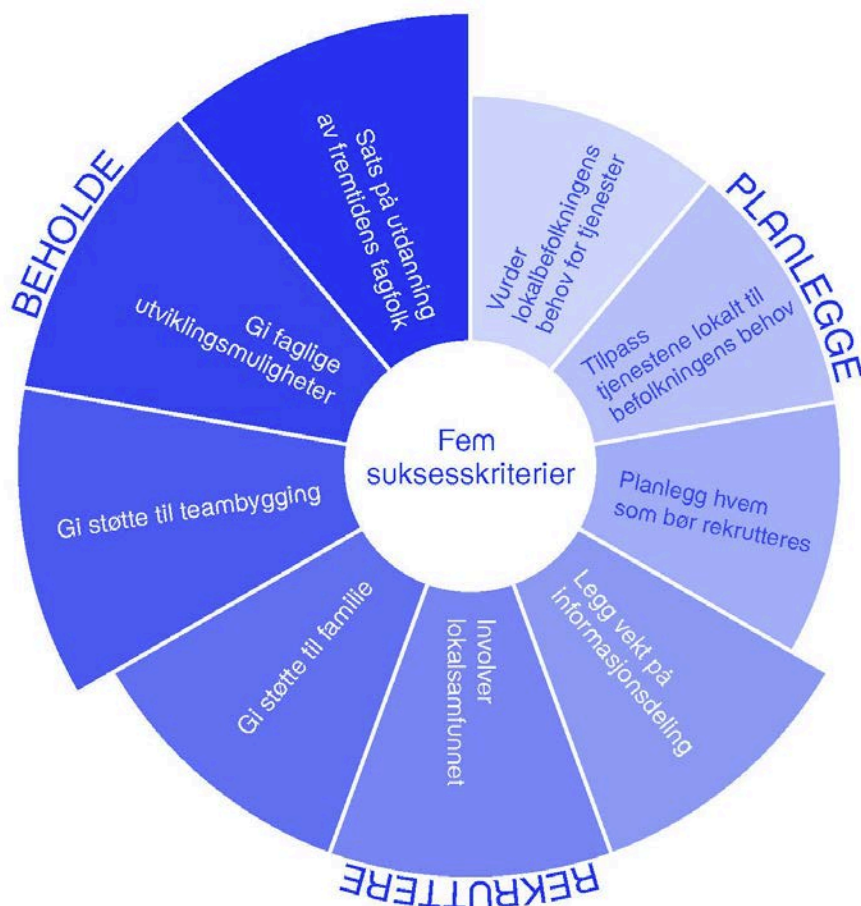 Fem
suksesskriterier
PLANLEGGE
Vurder
lokalbefolkningens
behov for tjenester
Tilpass
tjenestene lokalt til
befolkningens behov
Planlegg hvem
som bør rekrutteres
REKRUTTERE
Legg vekt på
informasjonsdeling
Involver
lokalsamfunnet
Gi støtte til familie
BEHOLDE
Gi støtte til teambygging
Gi faglige
utviklingsmuligheter
Sats på utdanning
av fremtidens fagfolk